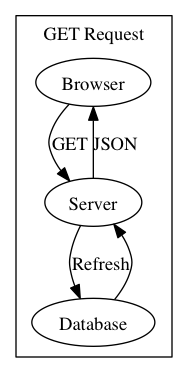 GET Request
Browser
GET JSON
Server
Refresh
Database